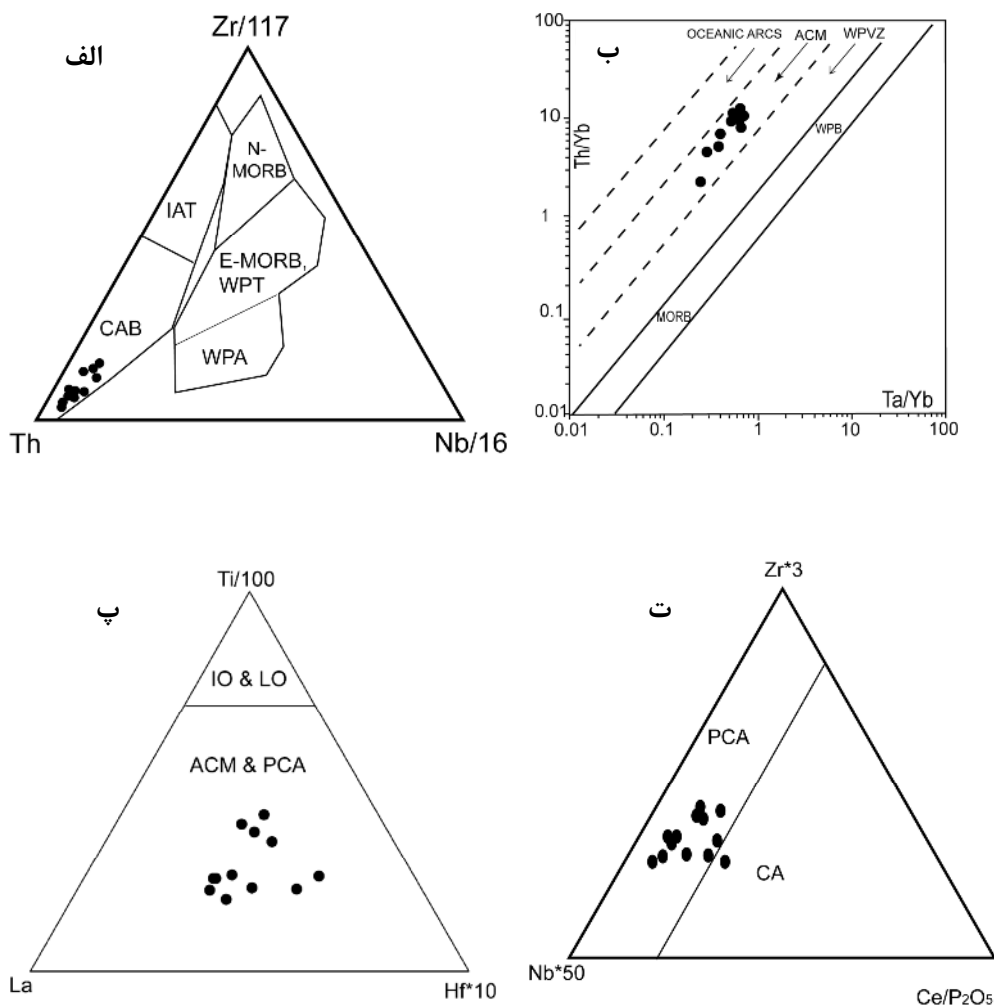 الف
Zr/117
N-
MORB
IAT
E-MORB,
WPT
CAB
WPA
Th
Nb/16
ب
100
OCEANIC ARCS
ACM
WPVZ
10
WPB
Th/Yb
1
0.1
MORB
0.01
Ta/Yb
0.01
0.1
1
10
100
پ
Ti/100
IO & LO
ACM & PCA
La
Hf*10
ت
Zr*3
PCA
CA
Nb*50
Ce/P₂O₅